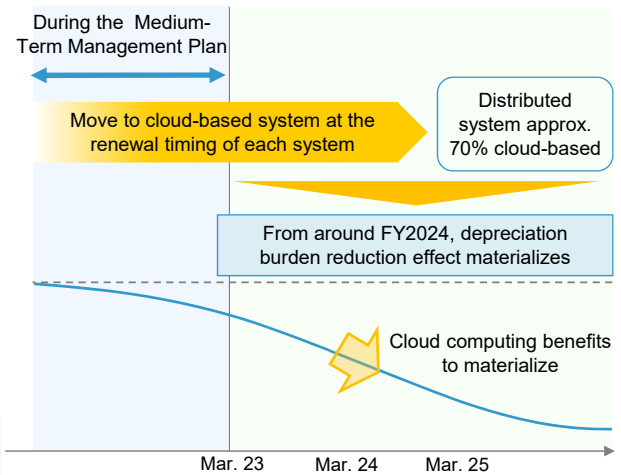 During the Medium-
Term Management Plan
Move to cloud-based system at the
renewal timing of each system
Distributed
system approx.
70% cloud-based
From around FY2024, depreciation
burden reduction effect materializes
Cloud computing benefits
to materialize
Mar. 23
Mar. 24
Mar. 25